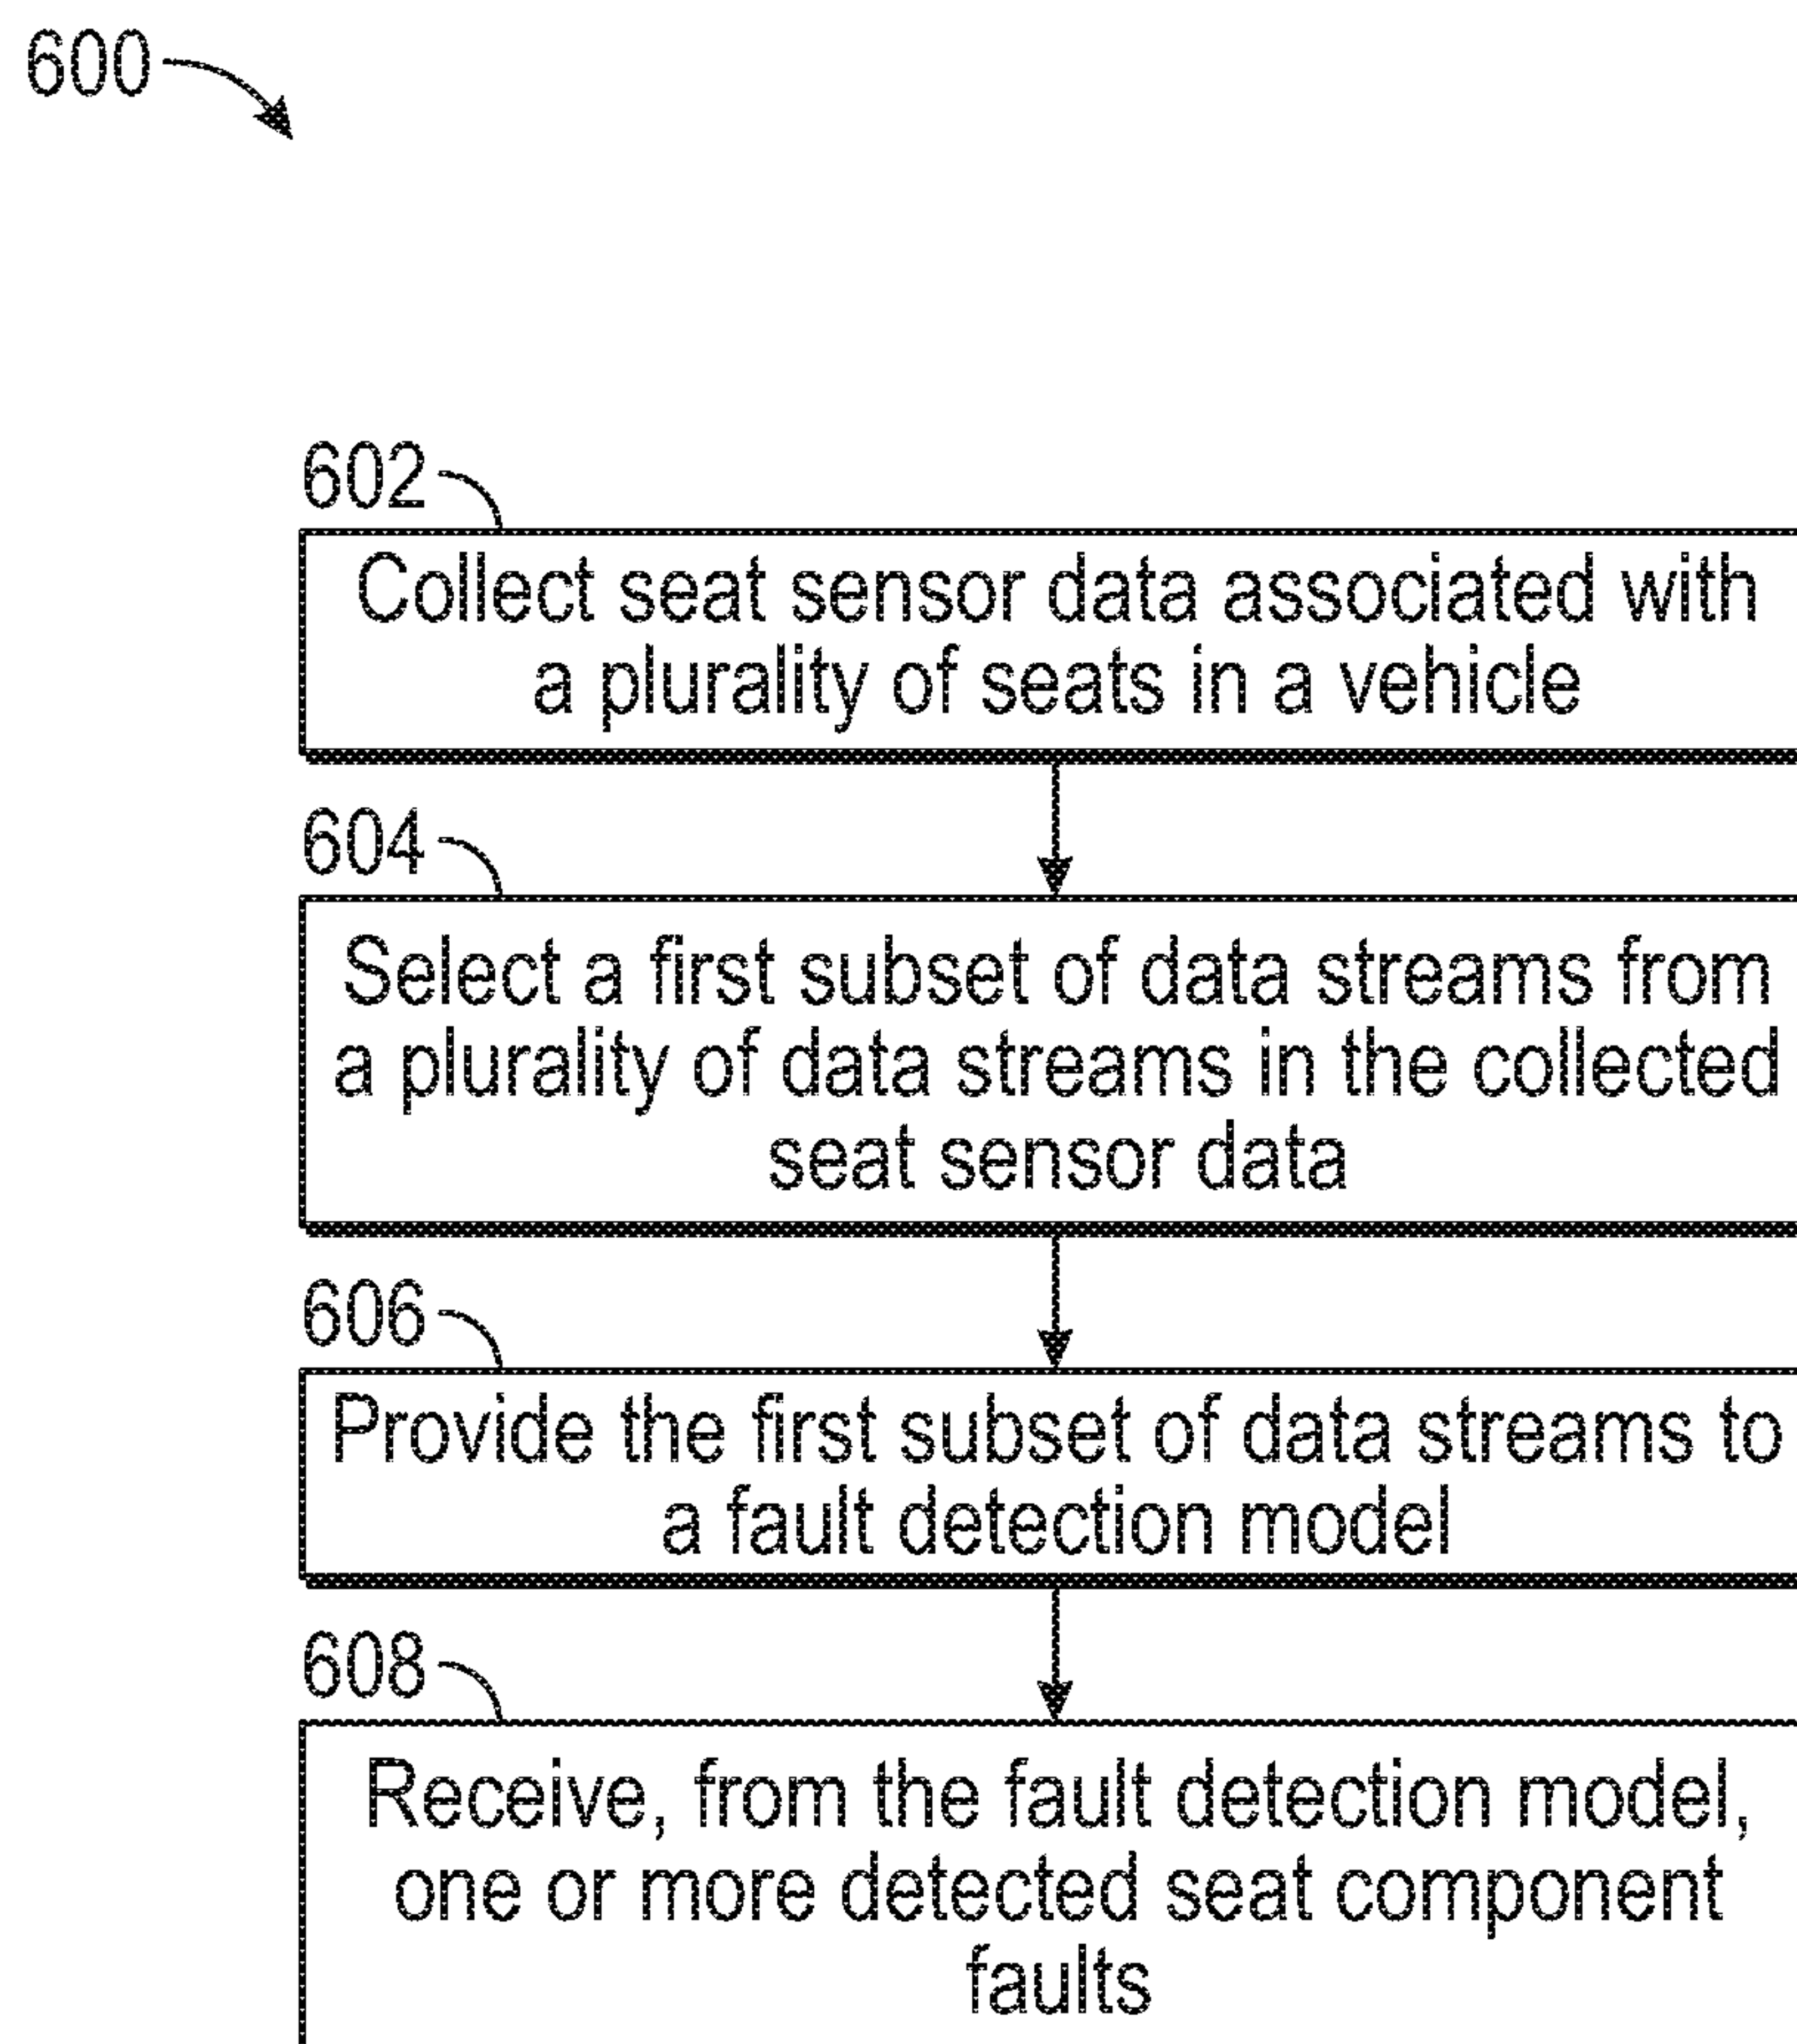 600
602
Collect seat sensor data associated with
a plurality of seats in a vehicle
604
Select a first subset of data streams from
a plurality of data streams in the collected
seat sensor data
606
Provide the first subset of data streams to
a fault detection model
608
Receive, from the fault detection model,
one or more detected seat component
faults